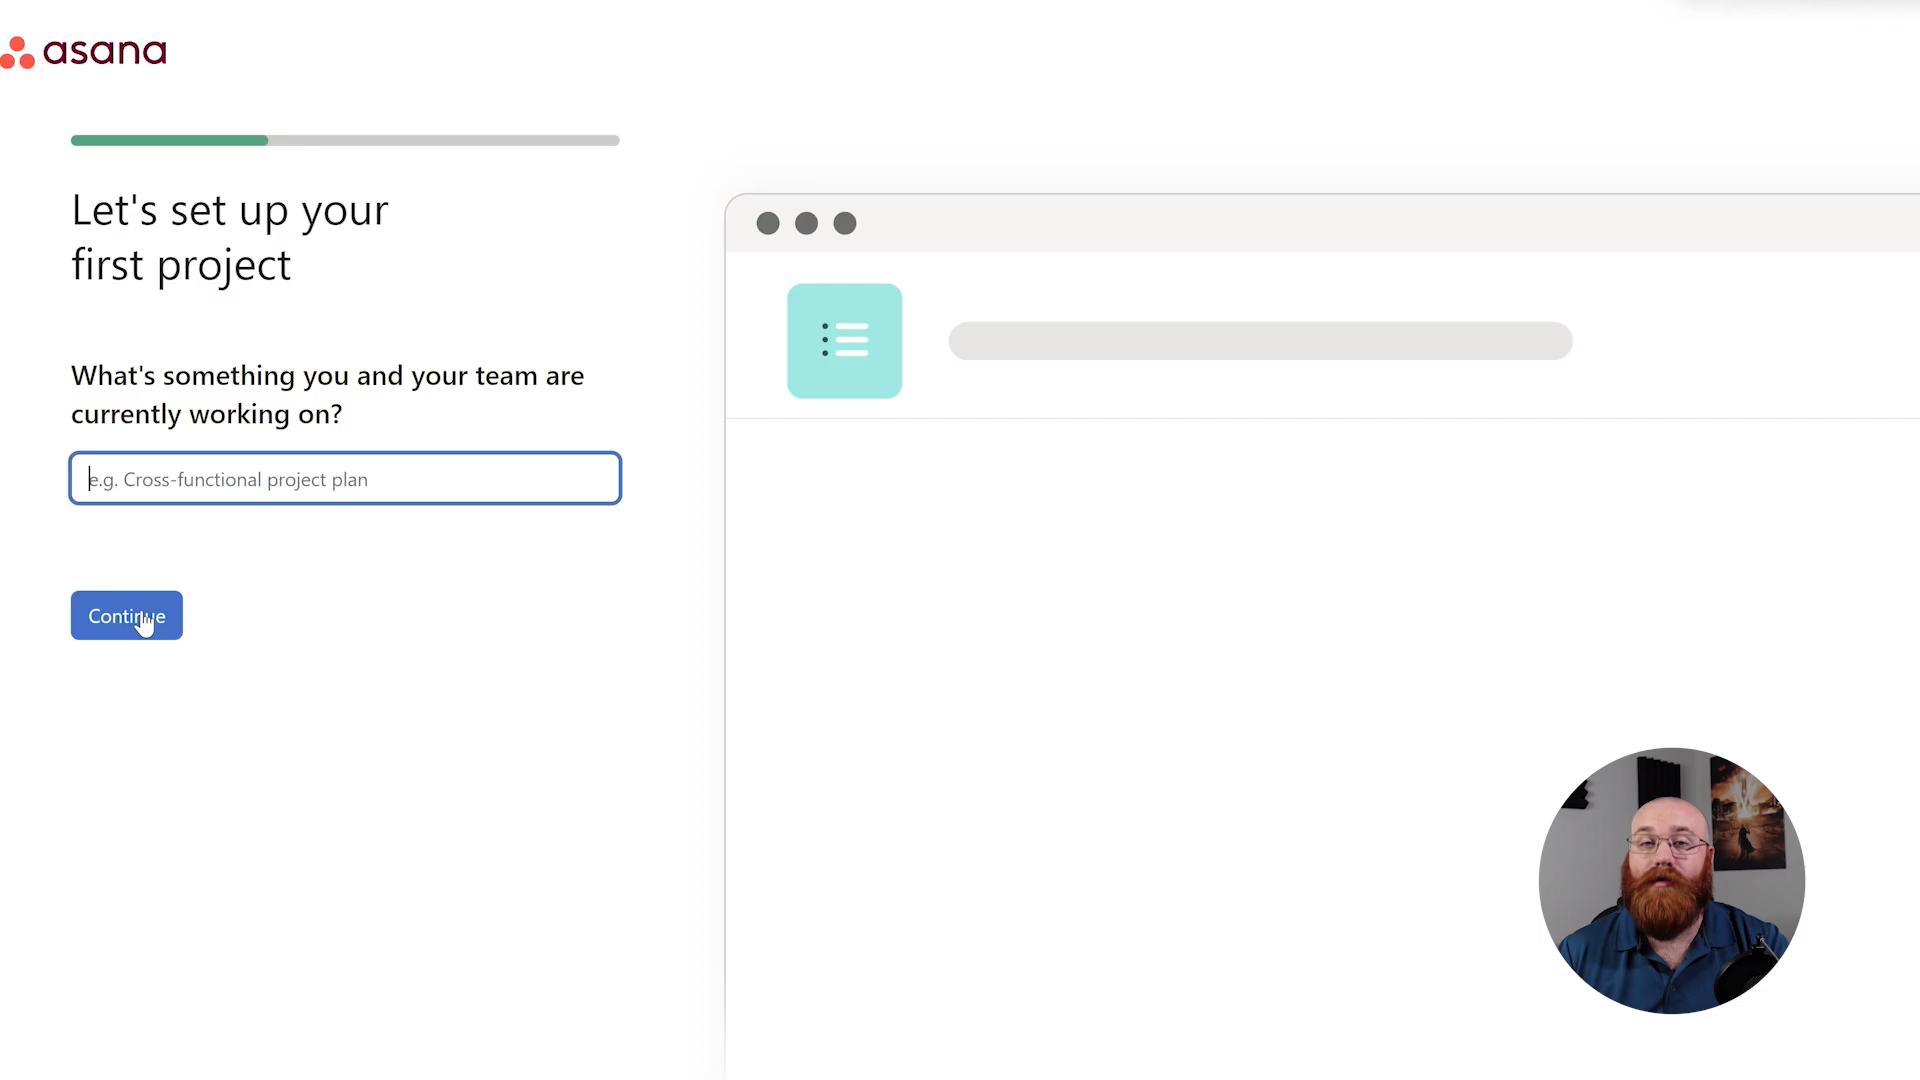 asana
Let's set up your
first project
What's something you and your team are
currently working on?
e.g. Cross-functional project plan
Continue